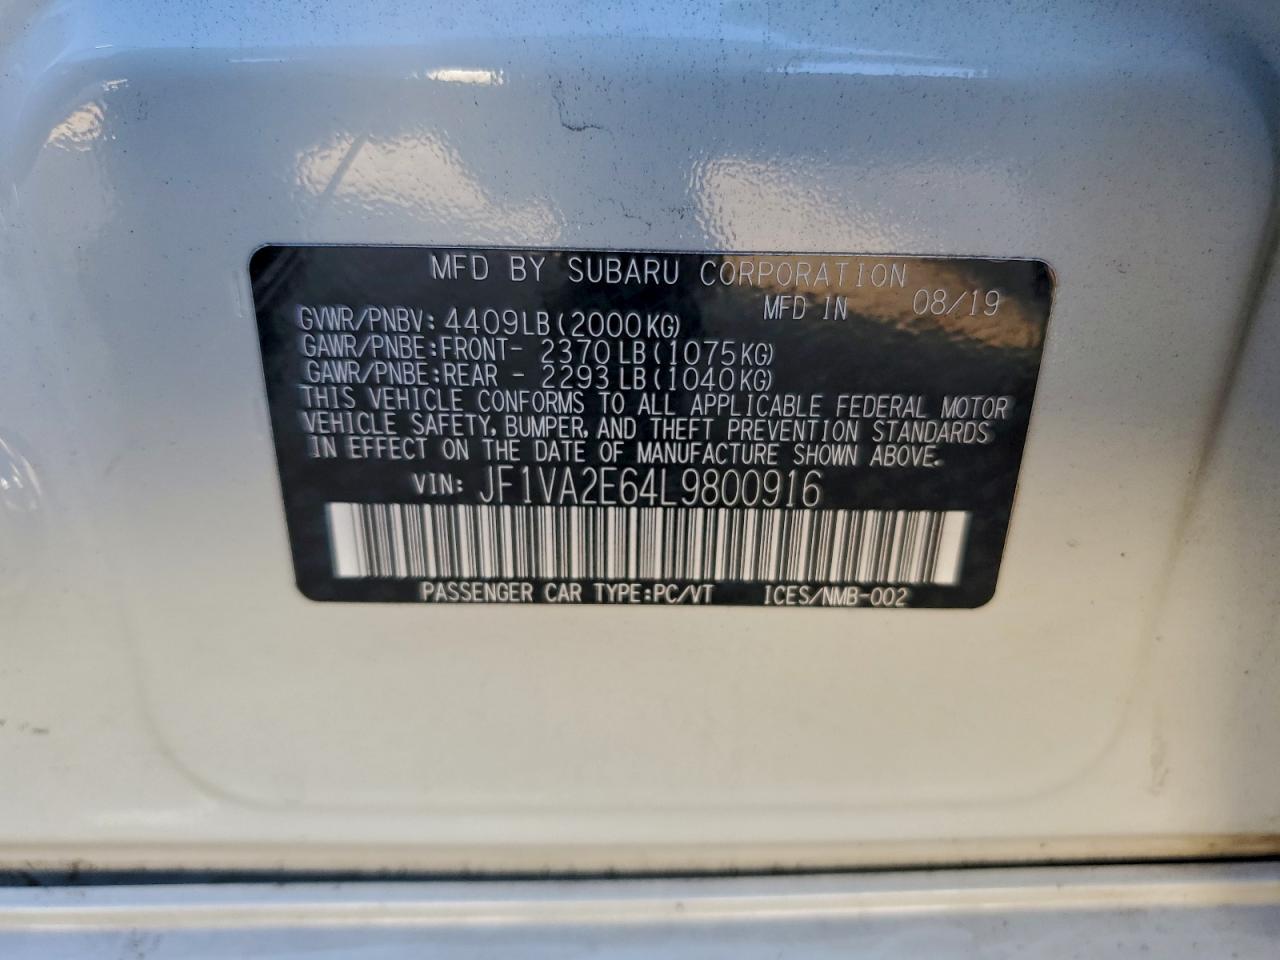 MFD BY SUBARU CORPORATION
MFD IN 08/19
GVWR/PNBV: 4409LB(2000KG)
GAWR/PNBE:FRONT- 2370LB(1075KG)
GAWR/PNBE:REAR - 2293LB(1040KG)
THIS VEHICLE CONFORMS TO ALL APPLICABLE FEDERAL MOTOR
VEHICLE SAFETY, BUMPER, AND THEFT PREVENTION STANDARDS
IN EFFECT ON THE DATE OF MANUFACTURE SHOWN ABOVE.
VIN: JF1VA2E64L9800916
PASSENGER CAR TYPE:PC/VT ICES/NMB-002